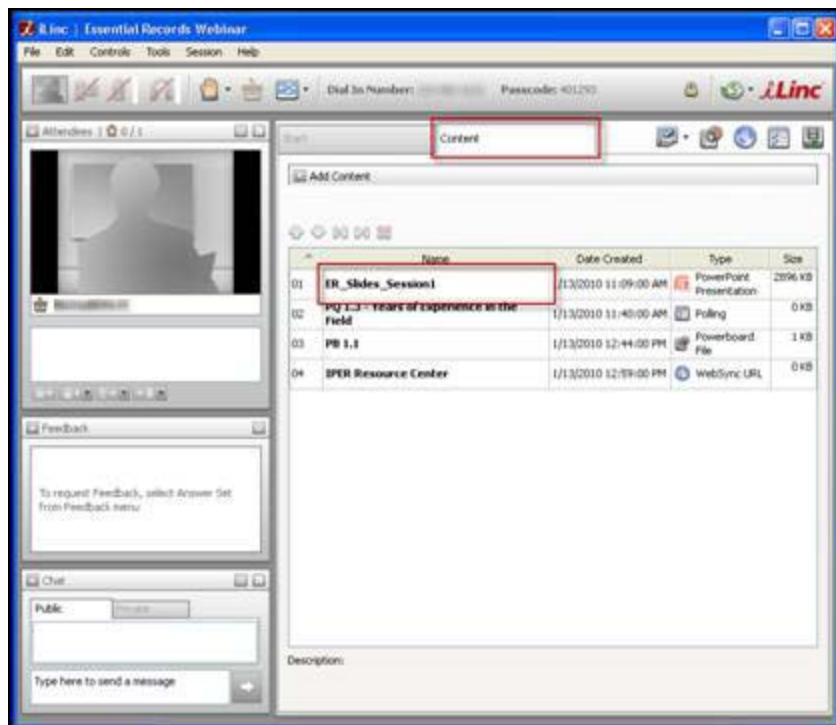 iLinc | Essential Records Webinar
File Edit Controls Tools Session Help
Dial In Number: Passcode: 401293
iLinc
Attendees | 0 / 1
Start Content
Add Content
Name Date Created Type Size
01 ER_Slides_Session1 1/13/2010 11:09:00 AM PowerPoint Presentation 2896 KB
02 PQ 1.1 - Years of Experience in the Field 1/13/2010 11:40:00 AM Polling 0 KB
03 PB 1.1 1/13/2010 12:44:00 PM Powerboard File 1 KB
04 IPER Resource Center 1/13/2010 12:59:00 PM WebSync URL 0 KB
Feedback
To request Feedback, select Answer Set
from Feedback menu
Chat
Public Private
Type here to send a message
Description: